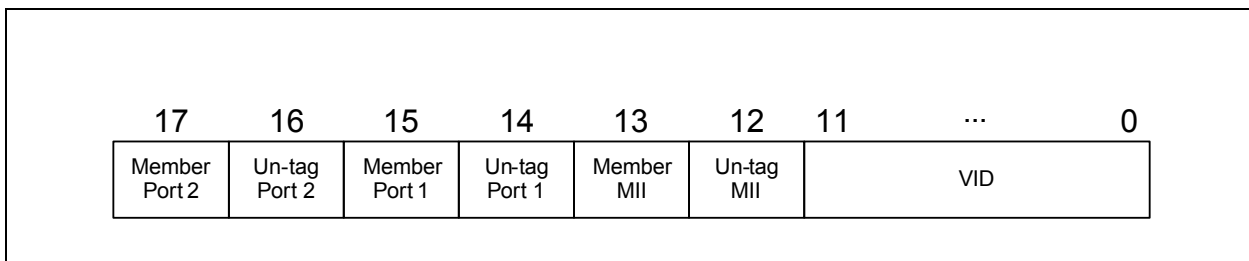 17 16 15 14 13 12 11 ... 0
Member Port 2
Un-tag Port 2
Member Port 1
Un-tag Port 1
Member MII
Un-tag MII
VID